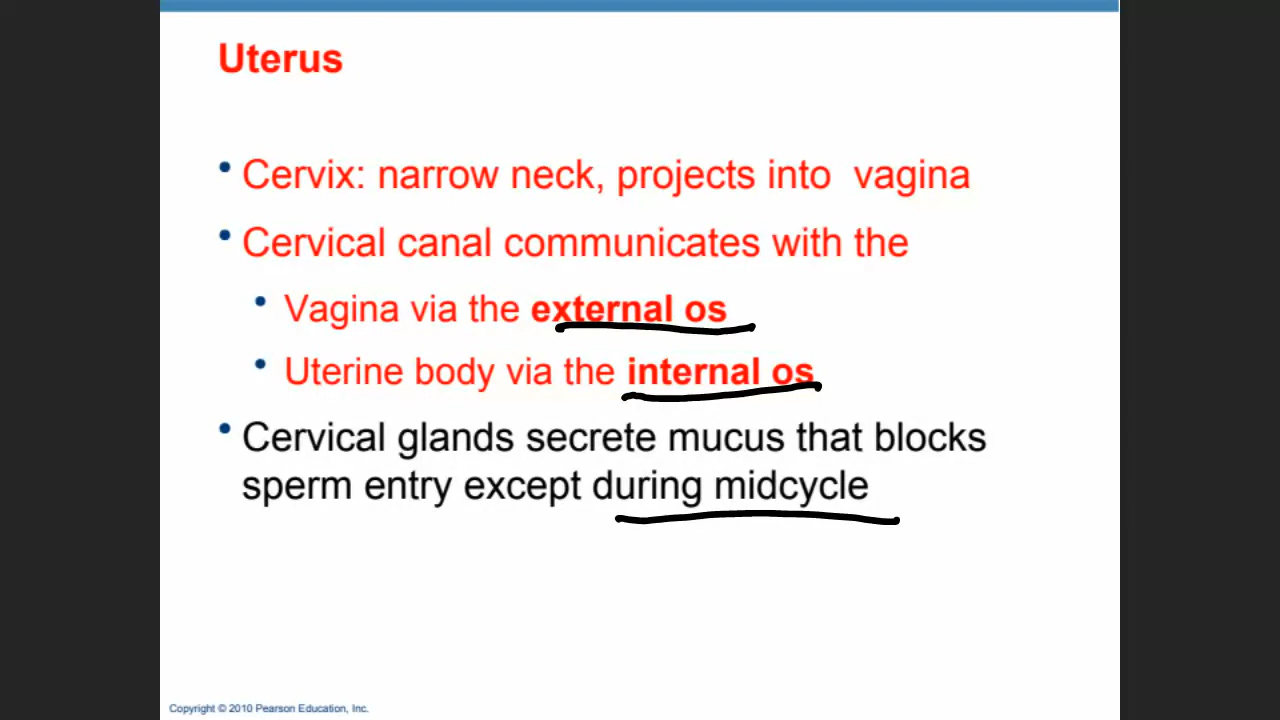 Uterus
• Cervix: narrow neck, projects into vagina
• Cervical canal communicates with the
• Vagina via the external os
• Uterine body via the internal os
• Cervical glands secrete mucus that blocks
sperm entry except during midcycle
Copyright © 2010 Pearson Education, Inc.